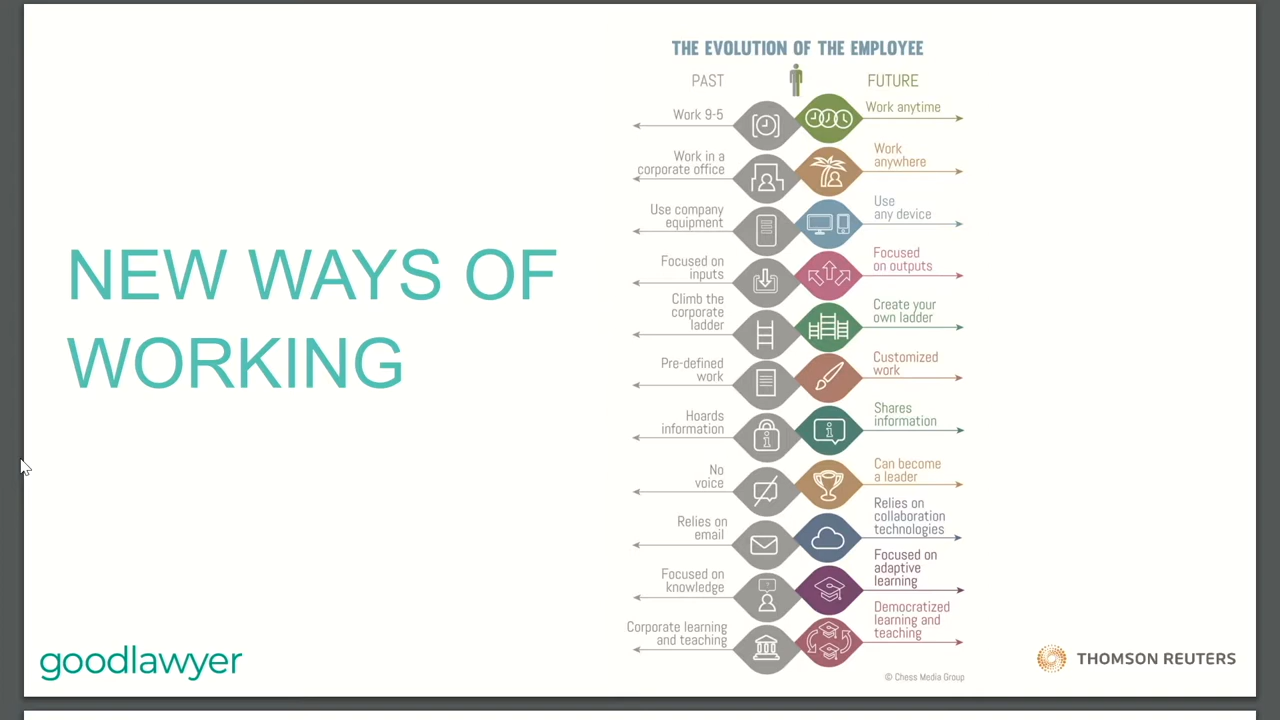 THE EVOLUTION OF THE EMPLOYEE
PAST
FUTURE
Work 9-5
Work anytime
Work in a
corporate office
Work
anywhere
Use company
equipment
Use
any device
Focused on
inputs
Focused
on outputs
Climb the
corporate
ladder
Create your
own ladder
Pre-defined
work
Customized
work
Hoards
information
Shares
information
No
voice
Can become
a leader
Relies on
email
Relies on
collaboration
technologies
Focused on
knowledge
Focused on
adaptive
learning
Corporate learning
and teaching
Democratized
learning and
teaching
© Chess Media Group
NEW WAYS OF
WORKING
goodlawyer
THOMSON REUTERS